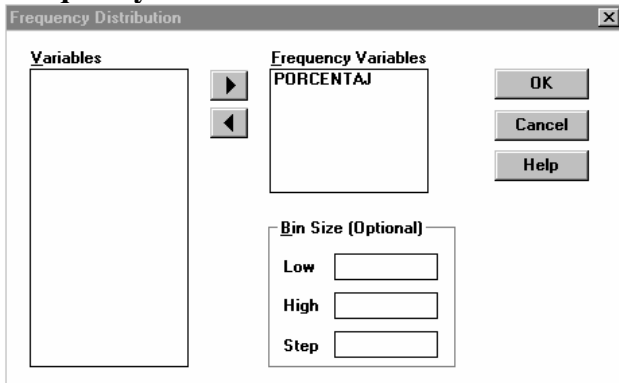 Frequency Distribution
Variables
Frequency Variables
PORCENTAJ
OK
Cancel
Help
Bin Size (Optional)
Low
High
Step